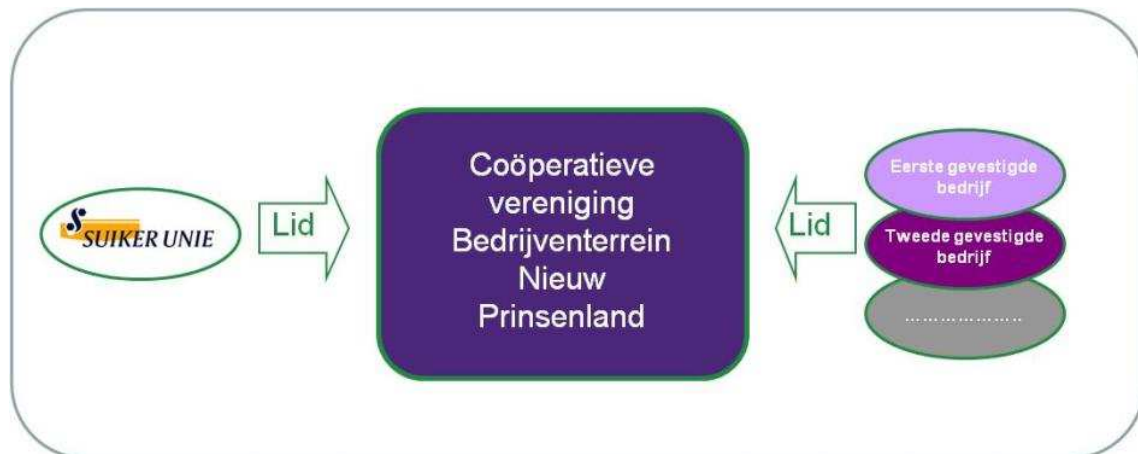 SUIKER UNIE
Lid
Coöperatieve
vereniging
Bedrijventerrein
Nieuw
Prinsenland
Lid
Eerste gevestigde
bedrijf
Tweede gevestigde
bedrijf
………………..